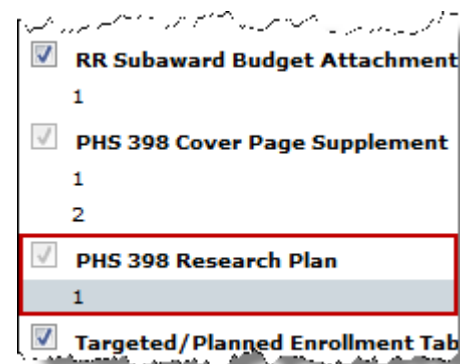 RR Subaward Budget Attachment
1
PHS 398 Cover Page Supplement
1
2
PHS 398 Research Plan
1
Targeted/Planned Enrollment Tab